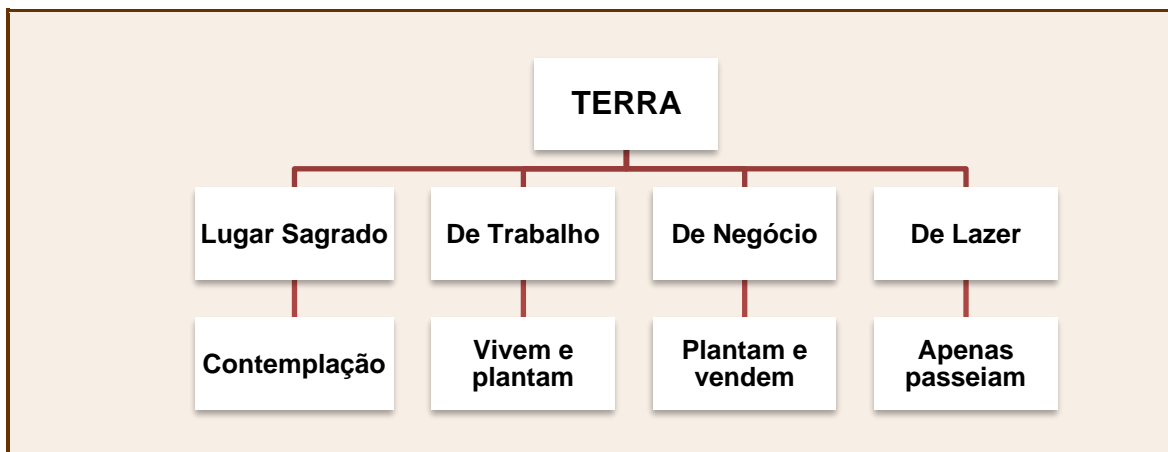 TERRA
Lugar Sagrado
De Trabalho
De Negócio
De Lazer
Contemplação
Vivem e
plantam
Plantam e
vendem
Apenas
passeiam